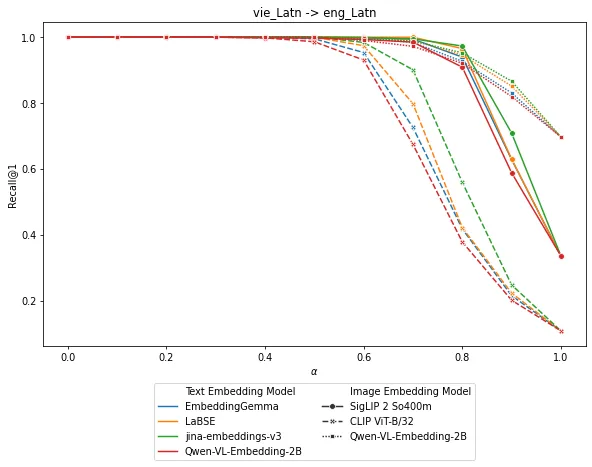 vie_Latn -> eng_Latn
Recall@1
1.0
0.8
0.6
0.4
0.2
0.0 0.2 0.4 0.6 0.8 1.0
α
Text Embedding Model Image Embedding Model
EmbeddingGemma SigLIP 2 So400m
LaBSE CLIP ViT-B/32
jina-embeddings-v3 Qwen-VL-Embedding-2B
Qwen-VL-Embedding-2B